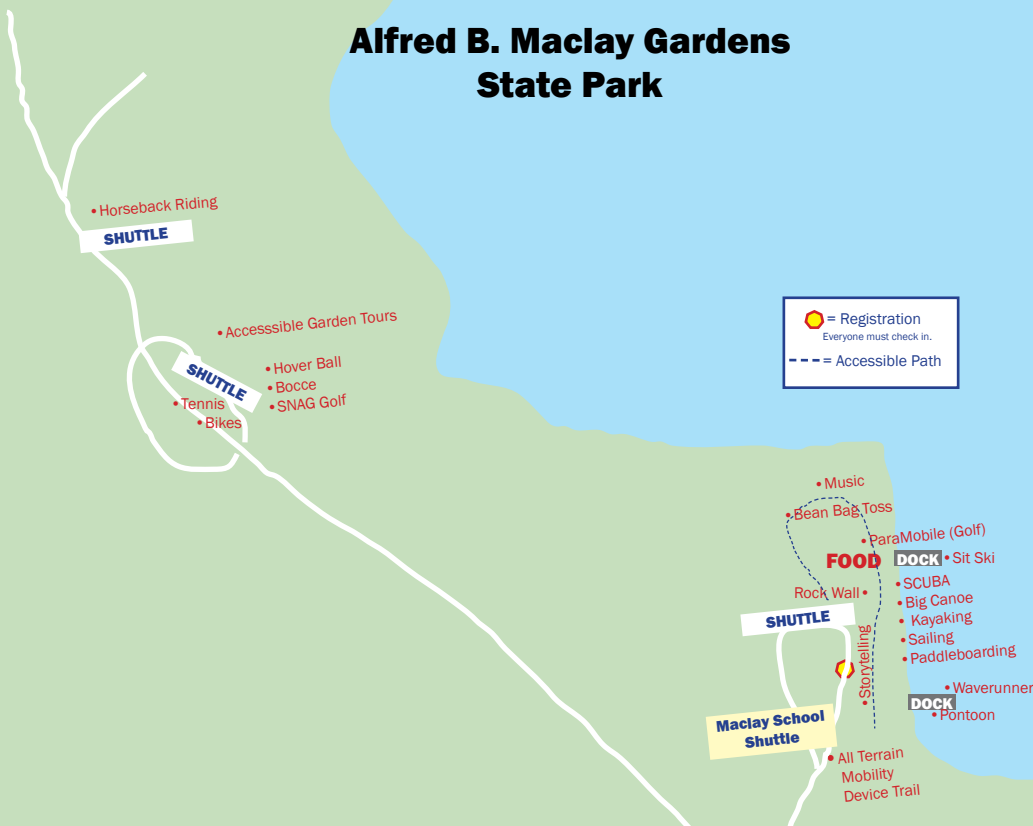 Alfred B. Maclay Gardens
State Park
• Horseback Riding
SHUTTLE
• Accesssible Garden Tours
SHUTTLE
• Hover Ball
• Bocce
• SNAG Golf
• Tennis
• Bikes
= Registration
Everyone must check in.
= Accessible Path
• Music
• Bean Bag Toss
• ParaMobile (Golf)
FOOD
DOCK • Sit Ski
• SCUBA
Rock Wall •
• Big Canoe
• Kayaking
SHUTTLE
• Sailing
• Paddleboarding
• Storytelling
• Waverunner
DOCK
• Pontoon
Maclay School
Shuttle
• All Terrain
Mobility
Device Trail